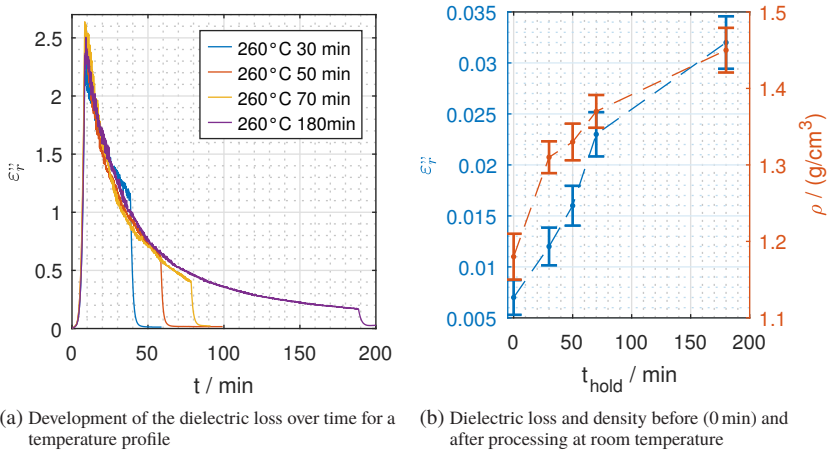 2.5
2
1.5
1
0.5
0
0 50 100 150 200
ε''r
t / min
260°C 30 min
260°C 50 min
260°C 70 min
260°C 180min
0.035
0.03
0.025
0.02
0.015
0.01
0.005
ε''r
0 50 100 150 200
t_hold / min
1.5
1.4
1.3
1.2
1.1
ρ / (g/cm³)
(a) Development of the dielectric loss over time for a
temperature profile
(b) Dielectric loss and density before (0 min) and
after processing at room temperature